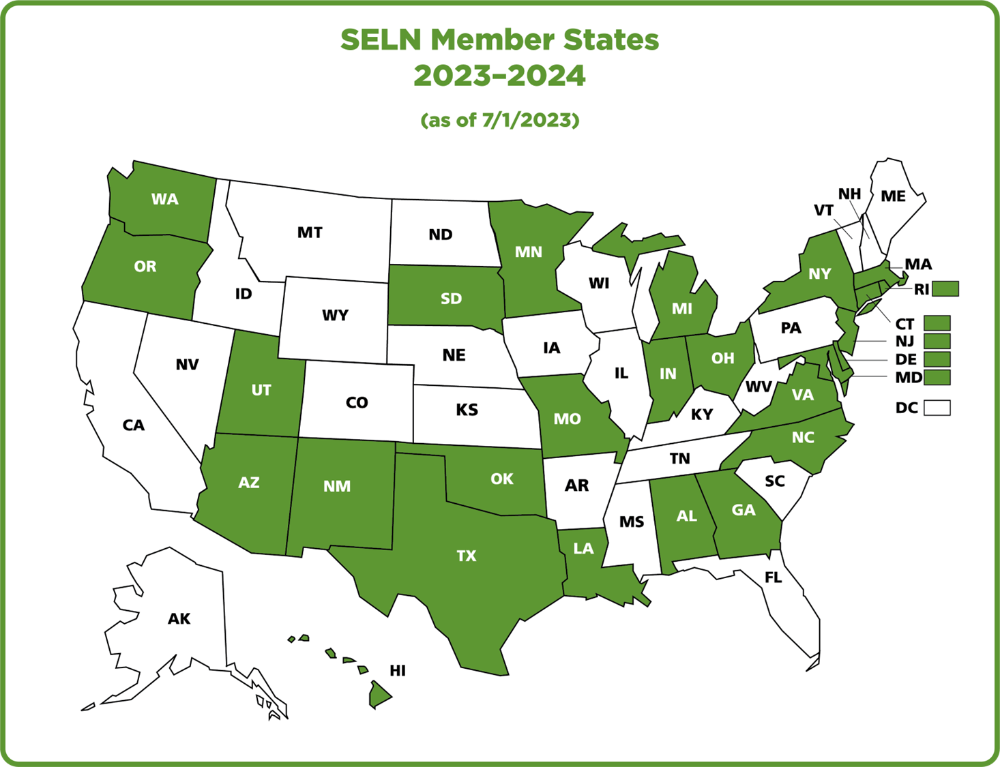 SELN Member States
2023–2024
(as of 7/1/2023)
WA
MT
ND
MN
NH
ME
VT
OR
ID
WY
SD
WI
MI
NY
MA
RI
NV
NE
IA
PA
CT
NJ
UT
CO
IL
IN
OH
DE
MD
CA
KS
MO
KY
WV
VA
DC
AZ
NM
OK
AR
TN
NC
SC
TX
LA
MS
AL
GA
FL
AK
HI